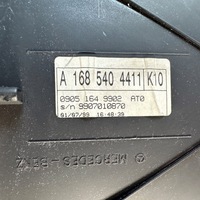 A 168 540 4411 K10
0905 164 9902 AT0
s/n 9907010870
01/07/99 16:48:39
MERCEDES-BENZ